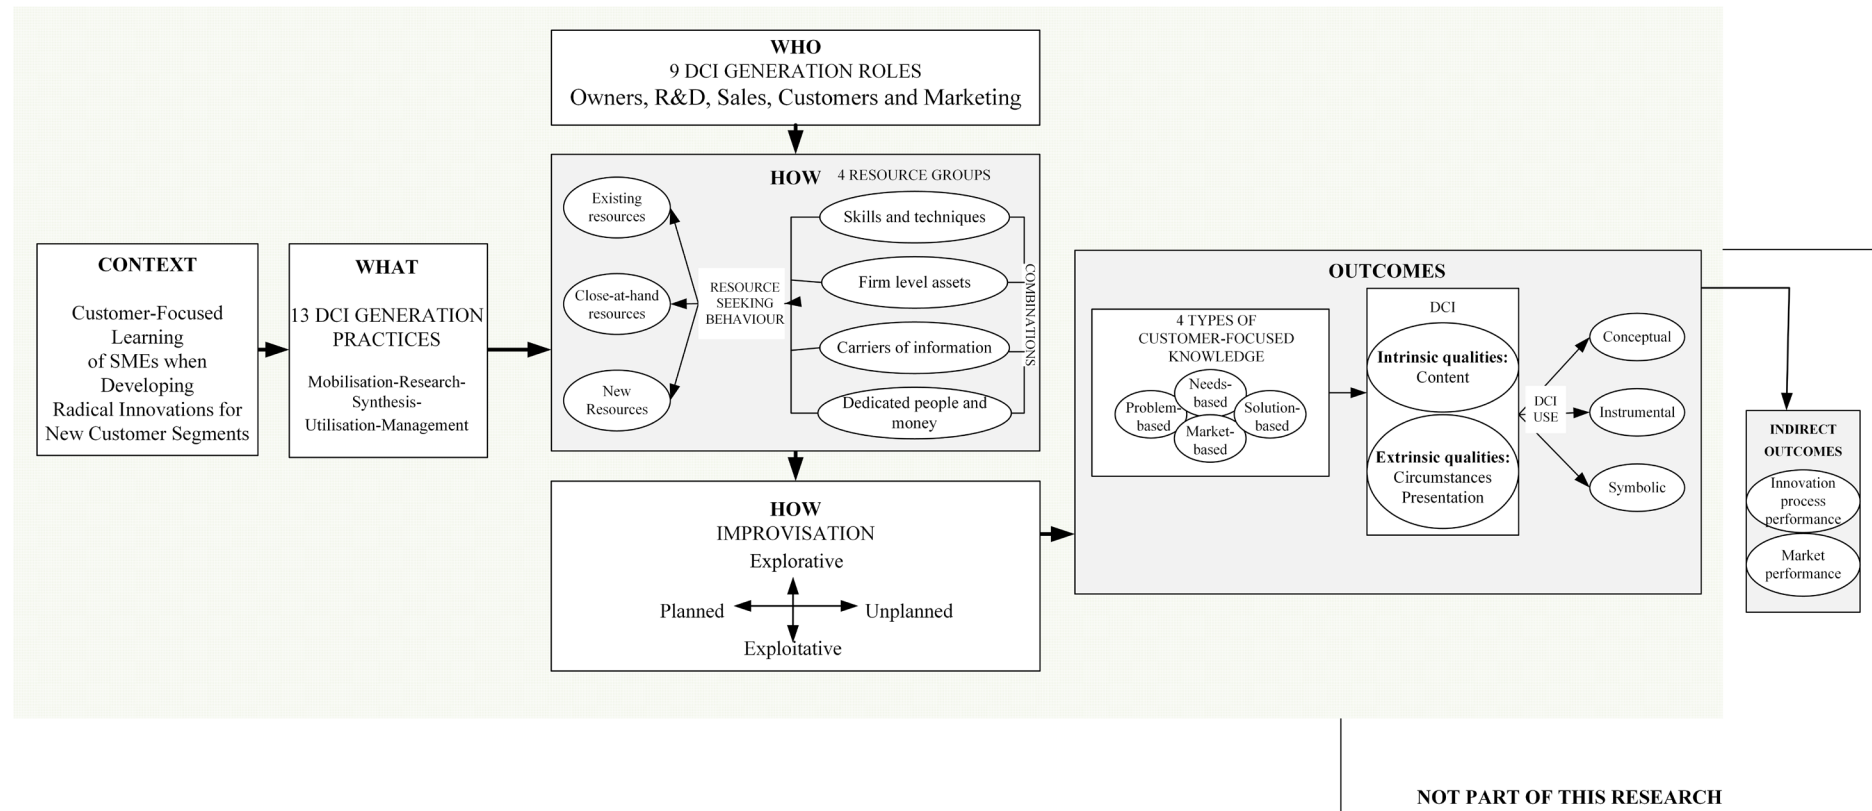 WHO
9 DCI GENERATION ROLES
Owners, R&D, Sales, Customers and Marketing
CONTEXT
Customer-Focused
Learning
of SMEs when
Developing
Radical Innovations for
New Customer Segments
WHAT
13 DCI GENERATION
PRACTICES
Mobilisation-Research-
Synthesis-
Utilisation-Management
HOW
4 RESOURCE GROUPS
Existing
resources
Close-at-hand
resources
New
Resources
RESOURCE
SEEKING
BEHAVIOUR
Skills and techniques
Firm level assets
Carriers of information
Dedicated people and
money
COMBINATIONS
HOW
IMPROVISATION
Explorative
Planned
Unplanned
Exploitative
OUTCOMES
4 TYPES OF
CUSTOMER-FOCUSED
KNOWLEDGE
Needs-
based
Problem-
based
Solution-
based
Market-
based
DCI
Intrinsic qualities:
Content
Extrinsic qualities:
Circumstances
Presentation
DCI
USE
Conceptual
Instrumental
Symbolic
INDIRECT
OUTCOMES
Innovation
process
performance
Market
performance
NOT PART OF THIS RESEARCH